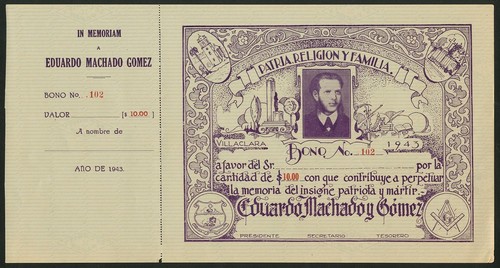 IN MEMORIAM
A
EDUARDO MACHADO GOMEZ
BONO No. 102
VALOR [$ 10.00]
A nombre de
AÑO DE 1943.
PATRIA, RELIGION Y FAMILIA.
VILLACLARA
1943
BONO No. 102
a favor del Sr. por la
cantidad de $10.00 con que contribuye a perpetuar
la memoria del insigne patriota y mártir.-
Eduardo Machado y Gómez
PRESIDENTE SECRETARIO TESORERO